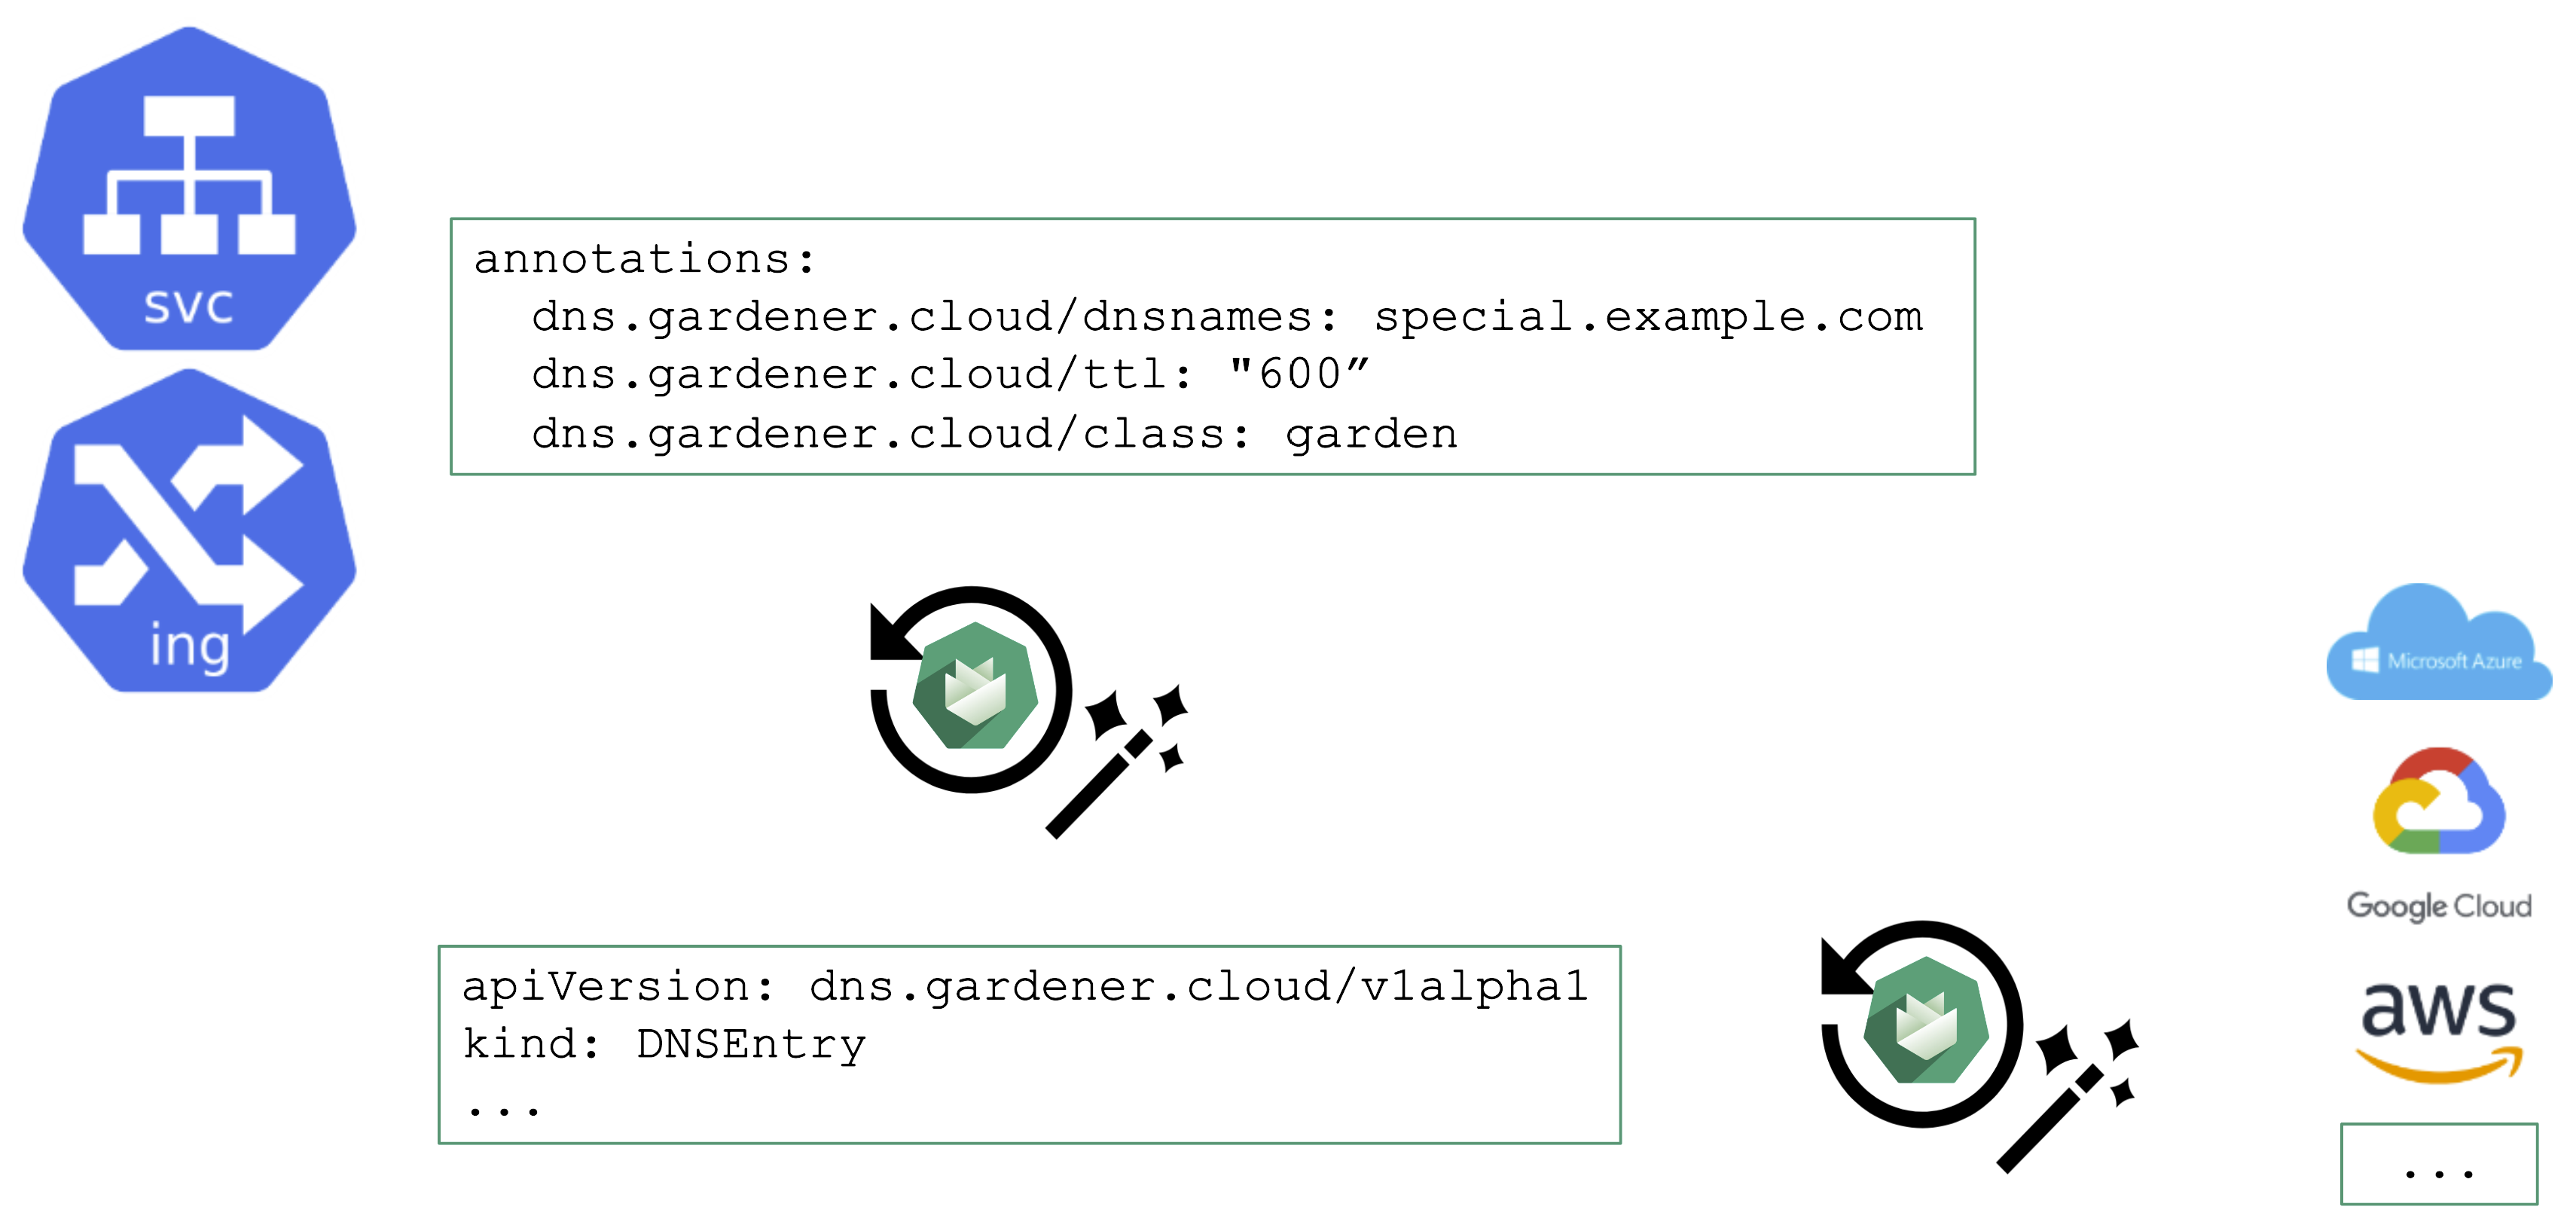 svc
annotations:
  dns.gardener.cloud/dnsnames: special.example.com
  dns.gardener.cloud/ttl: "600”
  dns.gardener.cloud/class: garden
ing
Microsoft Azure
Google Cloud
apiVersion: dns.gardener.cloud/v1alpha1
kind: DNSEntry
...
aws
...